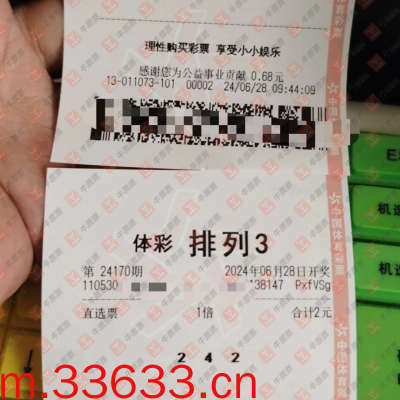 理性购买彩票 享受小小娱乐
感谢您为公益事业贡献 0.68元
13-011073-101 00002 24/06/28 09:44:09
体彩 排列3
第 24170期 2024年06月28日开奖
110530 38147 PxfVSg
直选票 1倍 合计2元
2 4 2
m.33633.cn
机选
机选